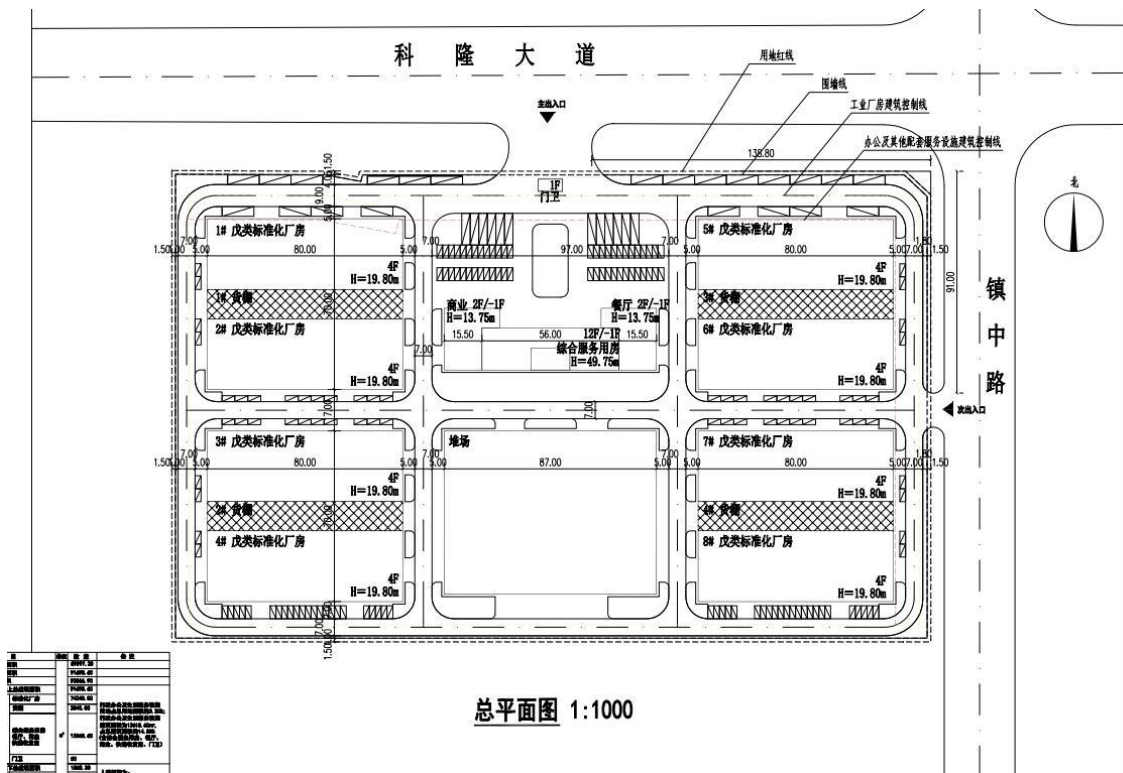 科隆大道
用地红线
围墙线
工业厂房建筑控制线
办公及其他配套服务设施建筑控制线
主出入口
138.80
1F
门卫
北
镇中路
91.00
次出入口
1# 戊类标准化厂房
80.00
4F
H=19.80m
1# 货棚
2# 戊类标准化厂房
4F
H=19.80m
97.00
商业 2F/-1F
H=13.75m
餐厅 2F/-1F
H=13.75m
15.50
56.00
15.50
12F/-1F
综合服务用房
H=49.75m
5# 戊类标准化厂房
80.00
4F
H=19.80m
3# 货棚
6# 戊类标准化厂房
4F
H=19.80m
1.50
5.00
7.00
5.00
7.00
7.00
5.00
5.00
7.00
1.50
9.00
5.00
70.00
7.00
7.00
7.00
3# 戊类标准化厂房
80.00
4F
H=19.80m
2# 货棚
4# 戊类标准化厂房
4F
H=19.80m
堆场
87.00
7# 戊类标准化厂房
80.00
4F
H=19.80m
4# 货棚
8# 戊类标准化厂房
4F
H=19.80m
1.50
5.00
7.00
5.00
7.00
5.00
5.00
7.00
5.00
5.00
7.00
1.50
70.00
7.00
1.50
总平面图 1:1000